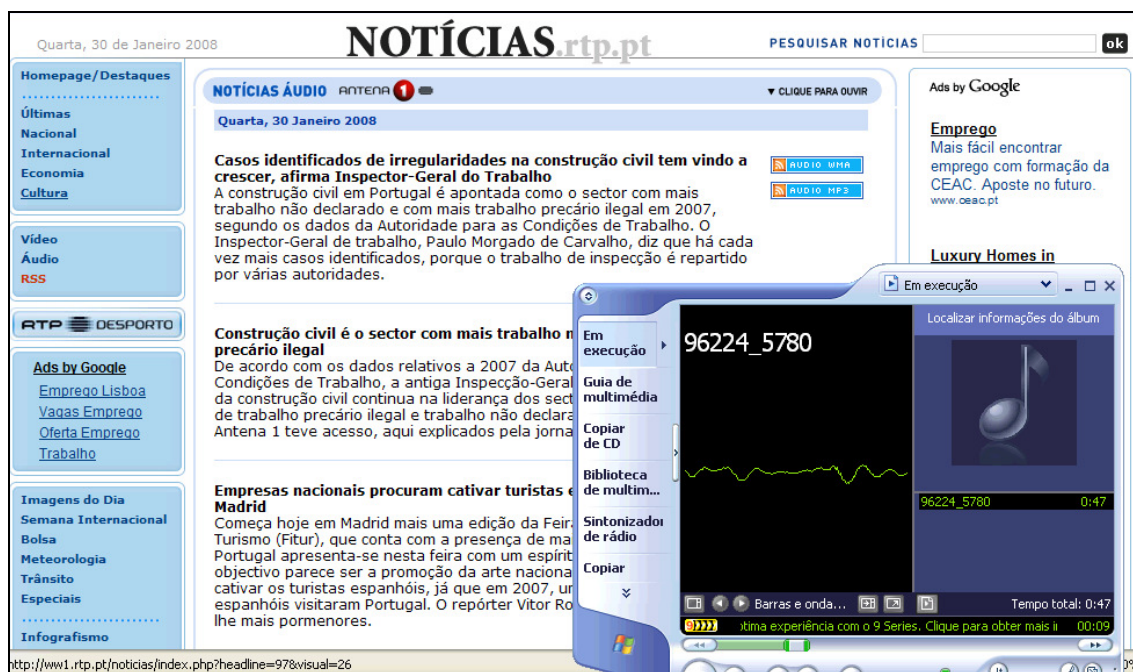 Quarta, 30 de Janeiro 2008
NOTÍCIAS.rtp.pt
PESQUISAR NOTÍCIAS
ok
Homepage/Destaques
Últimas
Nacional
Internacional
Economia
Cultura
Vídeo
Áudio
RSS
RTP DESPORTO
Ads by Google
Emprego Lisboa
Vagas Emprego
Oferta Emprego
Trabalho
Imagens do Dia
Semana Internacional
Bolsa
Meteorologia
Trânsito
Especiais
Infografismo
NOTÍCIAS ÁUDIO ANTENA 1
▼ CLIQUE PARA OUVIR
Quarta, 30 Janeiro 2008
Casos identificados de irregularidades na construção civil tem vindo a
crescer, afirma Inspector-Geral do Trabalho
A construção civil em Portugal é apontada como o sector com mais
trabalho não declarado e com mais trabalho precário ilegal em 2007,
segundo os dados da Autoridade para as Condições de Trabalho. O
Inspector-Geral de trabalho, Paulo Morgado de Carvalho, diz que há cada
vez mais casos identificados, porque o trabalho de inspecção é repartido
por várias autoridades.
AUDIO WMA
AUDIO MP3
Construção civil é o sector com mais trabalho
precário ilegal
De acordo com os dados relativos a 2007 da
Condições de Trabalho, a antiga Inspecção-Geral
da construção civil continua na liderança dos
de trabalho precário ilegal e trabalho não
Antena 1 teve acesso, aqui explicados pela
Empresas nacionais procuram cativar turistas
Madrid
Começa hoje em Madrid mais uma edição da
Turismo (Fitur), que conta com a presença de
Portugal apresenta-se nesta feira com um
objectivo parece ser a promoção da arte
cativar os turistas espanhóis, já que em 2007,
espanhóis visitaram Portugal. O repórter Vitor
lhe mais pormenores.
Ads by Google
Emprego
Mais fácil encontrar
emprego com formação da
CEAC. Aposte no futuro.
www.ceac.pt
Luxury Homes in
Em execução
Em
execução
Guia de
multimédia
Copiar
de CD
Biblioteca
de multim...
Sintonizador
de rádio
Copiar
96224_5780
Localizar informações do álbum
96224_5780 0:47
Barras e onda...
Tempo total: 0:47
experiência com o 9 Series. Clique para obter mais
00:09
http://ww1.rtp.pt/noticias/index.php?headline=97&visual=26